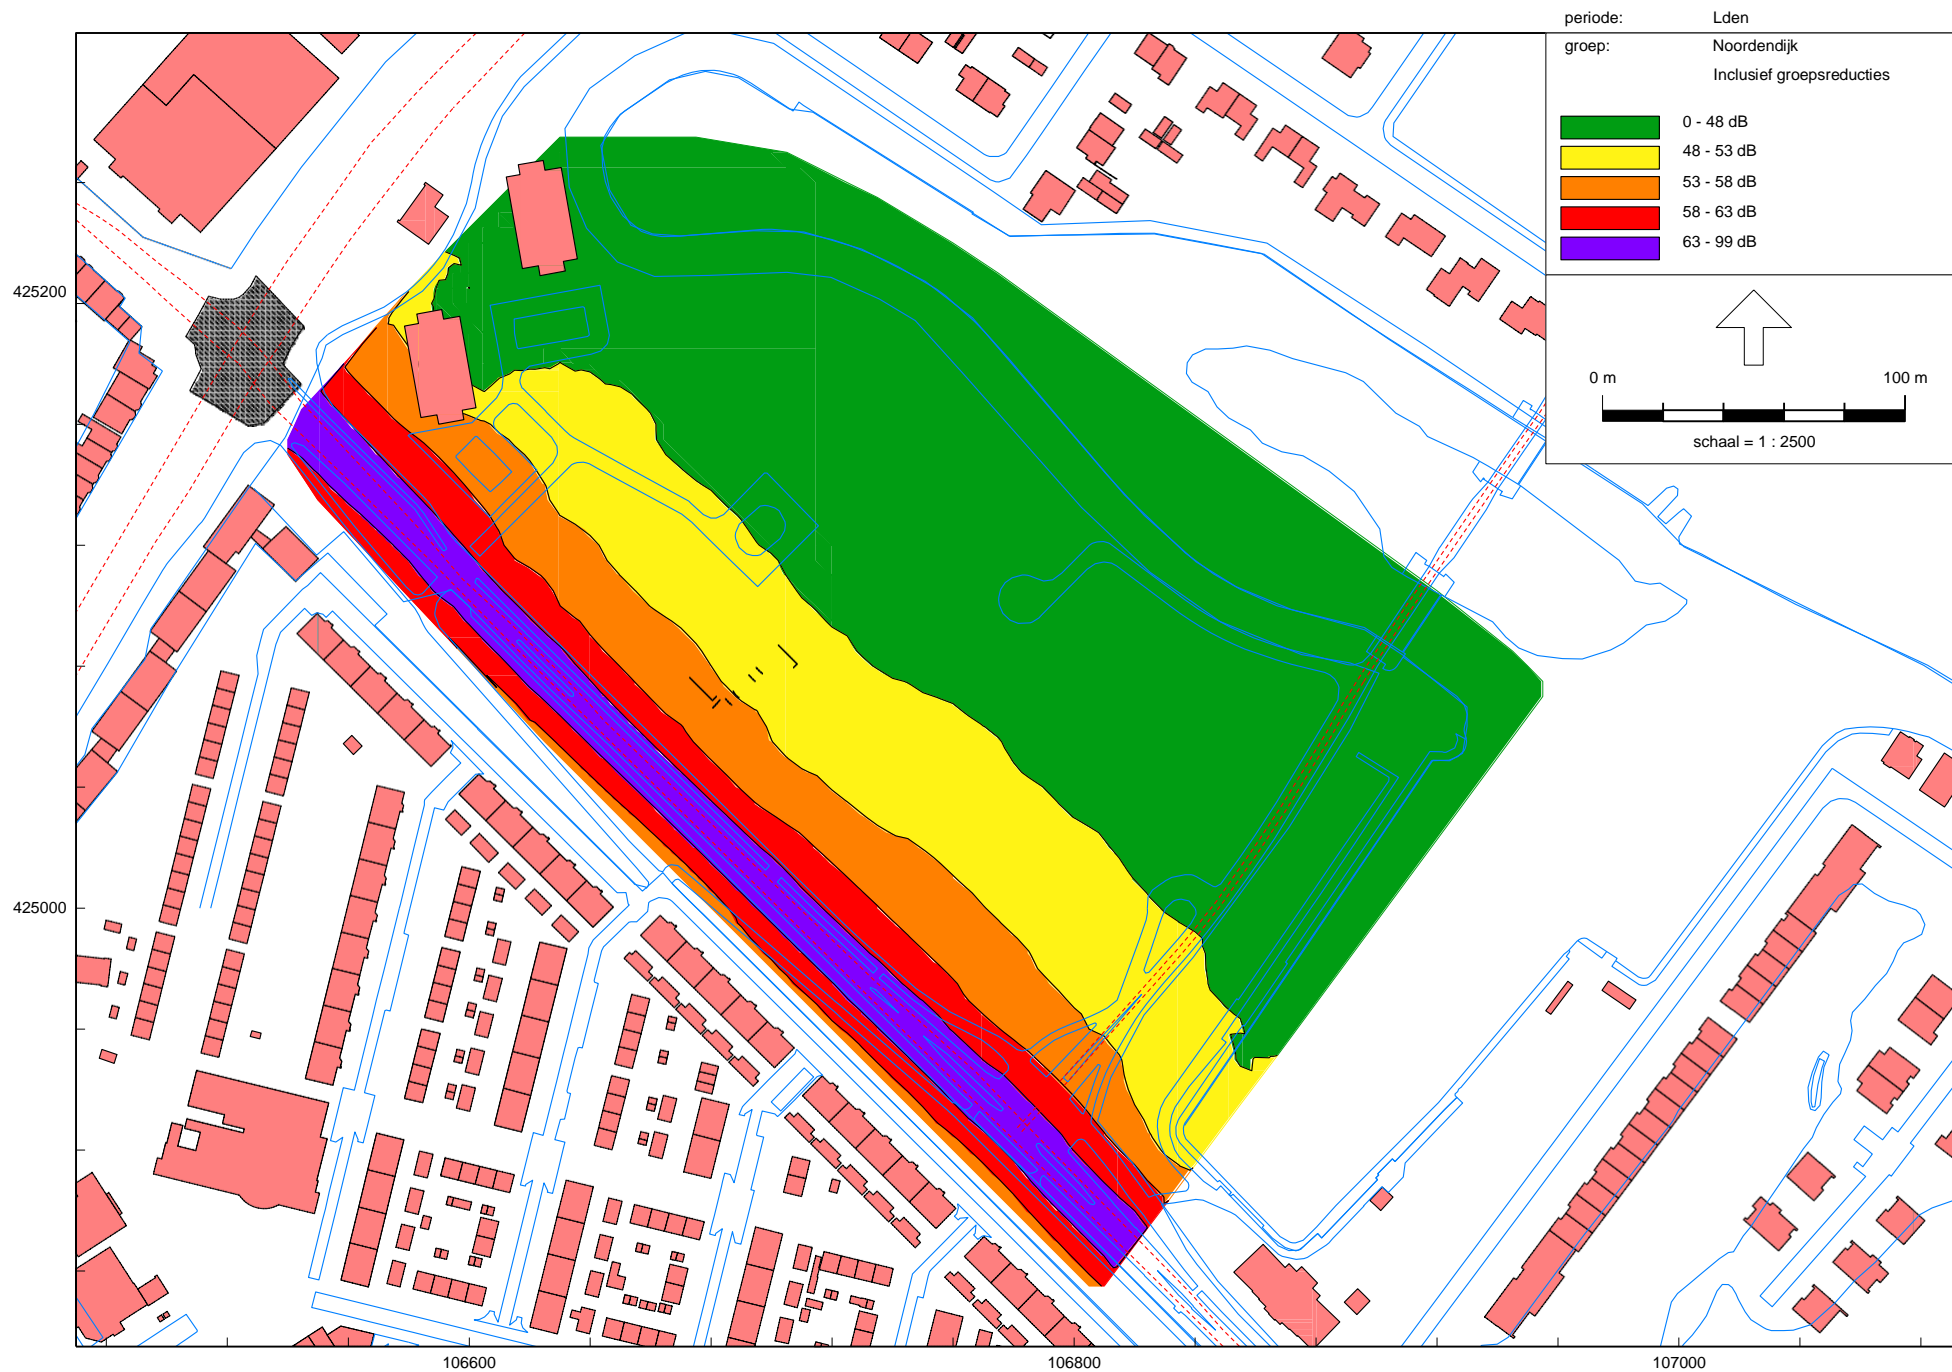 periode: Lden
groep: Noordendijk
Inclusief groepsreducties
0 - 48 dB
48 - 53 dB
53 - 58 dB
58 - 63 dB
63 - 99 dB
0 m 100 m
schaal = 1 : 2500
425200
425000
106600 106800 107000